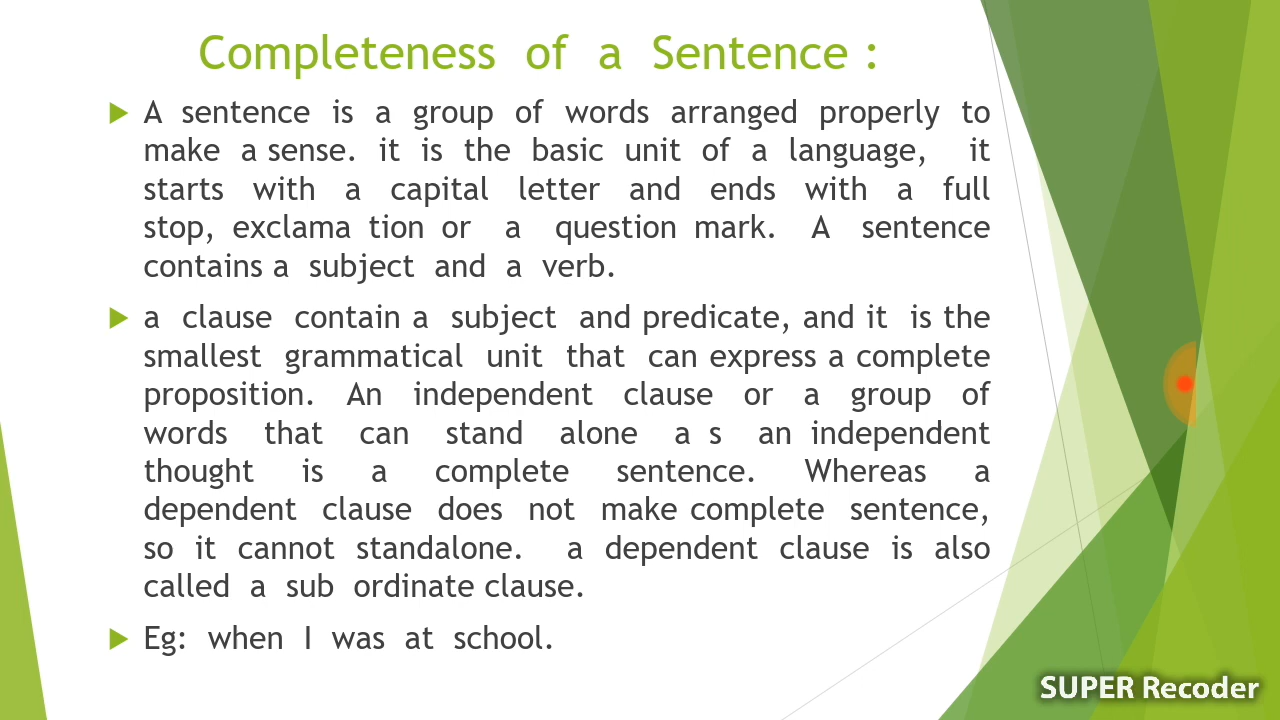 Completeness of a Sentence :
A sentence is a group of words arranged properly to
make a sense. it is the basic unit of a language, it
starts with a capital letter and ends with a full
stop, exclama tion or a question mark. A sentence
contains a subject and a verb.
a clause contain a subject and predicate, and it is the
smallest grammatical unit that can express a complete
proposition. An independent clause or a group of
words that can stand alone a s an independent
thought is a complete sentence. Whereas a
dependent clause does not make complete sentence,
so it cannot standalone. a dependent clause is also
called a sub ordinate clause.
Eg: when I was at school.
SUPER Recoder